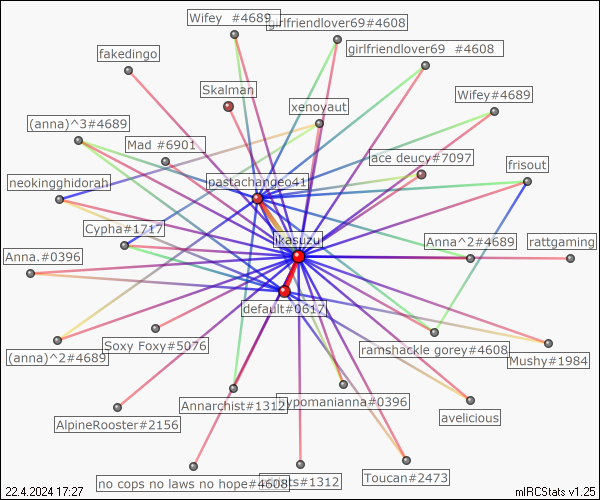 Wifey #4689
girlfriendlover69#4608
girlfriendlover69 #4608
fakedingo
Skalman
xenoyaut
Wifey#4689
(anna)^3#4689
Mad #6901
ace deucy#7097
frisout
neokingghidorah
pastachangeo41
Cypha#1717
ikasuzu
Anna^2#4689
rattgaming
Anna.#0396
default#0617
(anna)^2#4689
Soxy Foxy#5076
ramshackle gorey#4608
Mushy#1984
Annarchist#1312
ypomanianna#0396
avelicious
AlpineRooster#2156
no cops no laws no hope#4608
ts#1312
Toucan#2473
22.4.2024 17:27
mIRCStats v1.25